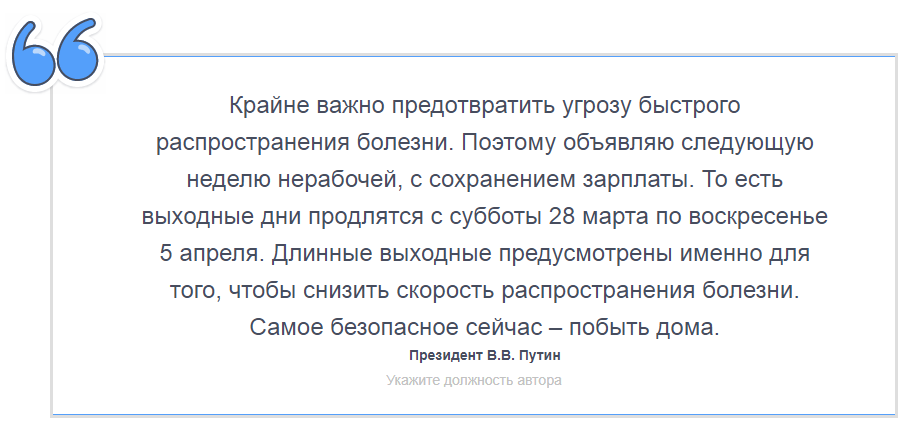 Крайне важно предотвратить угрозу быстрого
распространения болезни. Поэтому объявляю следующую
неделю нерабочей, с сохранением зарплаты. То есть
выходные дни продлятся с субботы 28 марта по воскресенье
5 апреля. Длинные выходные предусмотрены именно для
того, чтобы снизить скорость распространения болезни.
Самое безопасное сейчас – побыть дома.
Президент В.В. Путин
Укажите должность автора